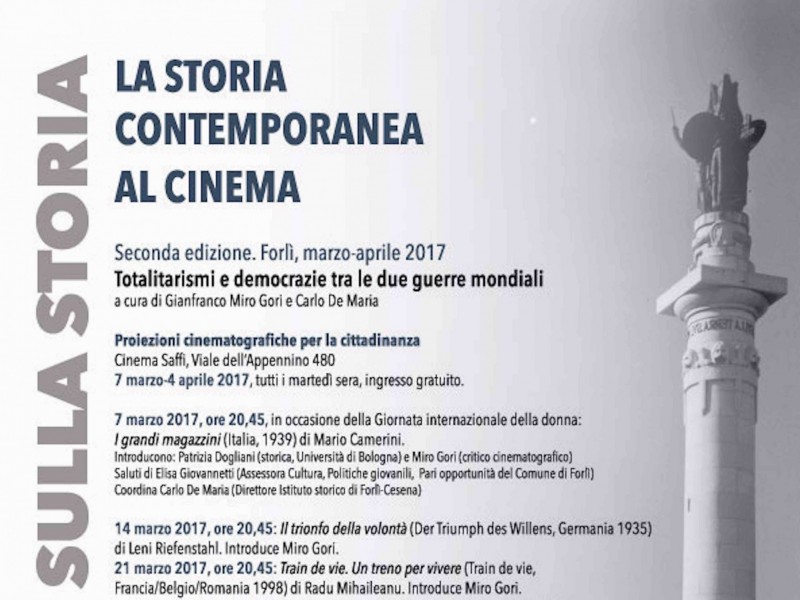 SULLA STORIA
LA STORIA
CONTEMPORANEA
AL CINEMA
Seconda edizione. Forlì, marzo-aprile 2017
Totalitarismi e democrazie tra le due guerre mondiali
a cura di Gianfranco Miro Gori e Carlo De Maria
Proiezioni cinematografiche per la cittadinanza
Cinema Saffi, Viale dell'Appennino 480
7 marzo-4 aprile 2017, tutti i martedì sera, ingresso gratuito.
7 marzo 2017, ore 20,45, in occasione della Giornata internazionale della donna:
I grandi magazzini (Italia, 1939) di Mario Camerini.
Introducono: Patrizia Dogliani (storica, Università di Bologna) e Miro Gori (critico cinematografico)
Saluti di Elisa Giovannetti (Assessora Cultura, Politiche giovanili, Pari opportunità del Comune di Forlì)
Coordina Carlo De Maria (Direttore Istituto storico di Forlì-Cesena)
14 marzo 2017, ore 20,45: Il trionfo della volontà (Der Triumph des Willens, Germania 1935)
di Leni Riefenstahl. Introduce Miro Gori.
21 marzo 2017, ore 20,45: Train de vie. Un treno per vivere (Train de vie,
Francia/Belgio/Romania 1998) di Radu Mihaileanu. Introduce Miro Gori.